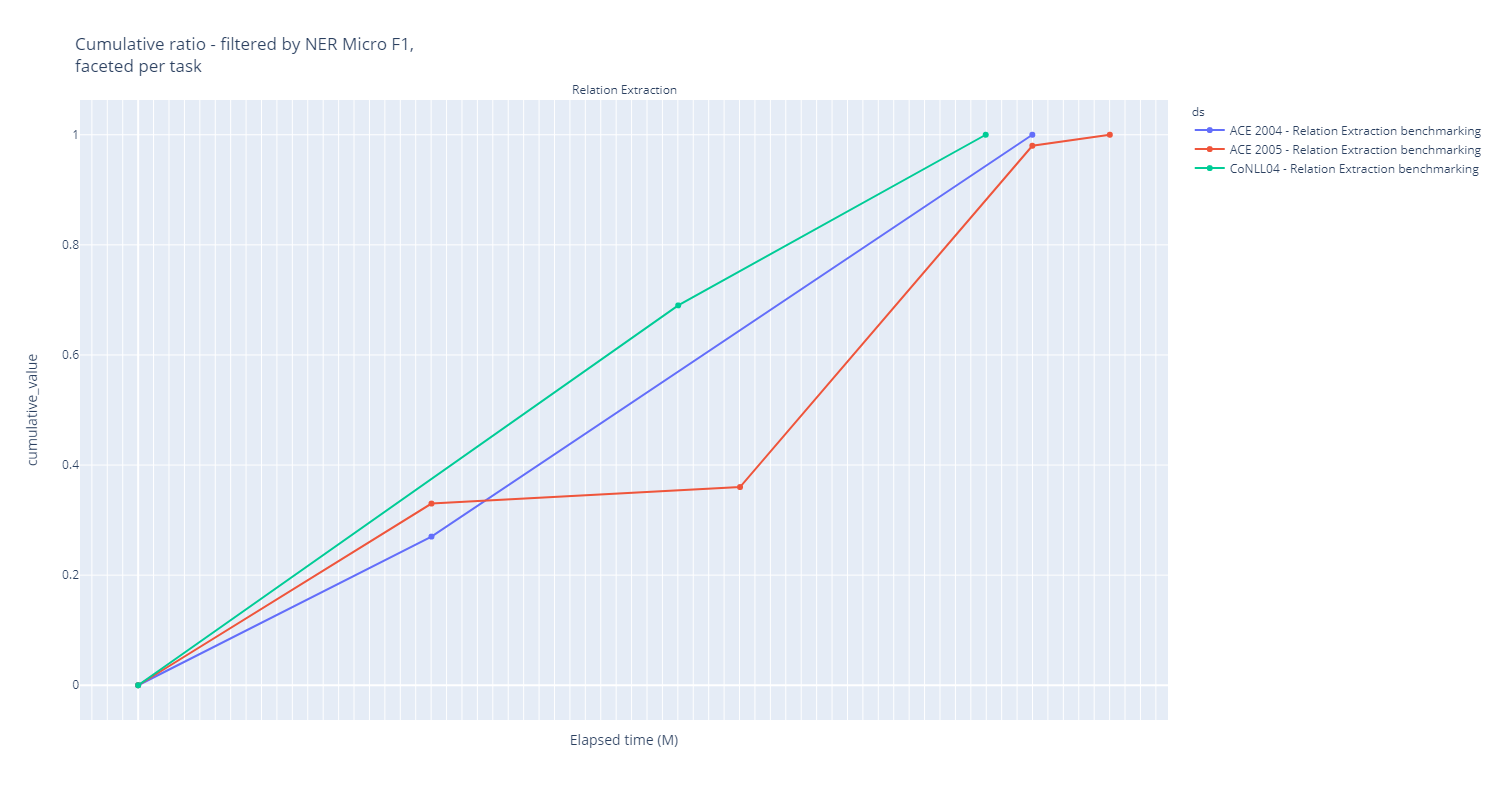 Cumulative ratio - filtered by NER Micro F1,
faceted per task
Relation Extraction
ds
ACE 2004 - Relation Extraction benchmarking
ACE 2005 - Relation Extraction benchmarking
CoNLL04 - Relation Extraction benchmarking
1
0.8
0.6
0.4
0.2
0
cumulative_value
Elapsed time (M)